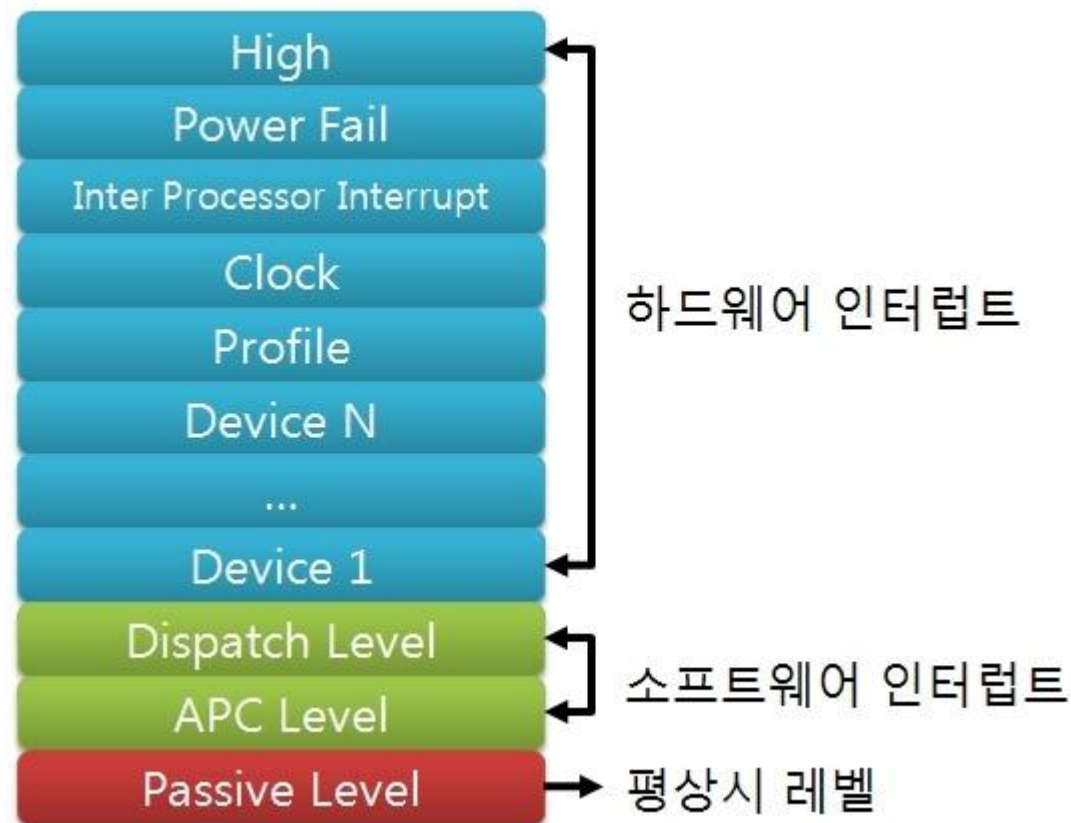 High
Power Fail
Inter Processor Interrupt
Clock
Profile
Device N
...
Device 1
Dispatch Level
APC Level
Passive Level
하드웨어 인터럽트
소프트웨어 인터럽트
평상시 레벨